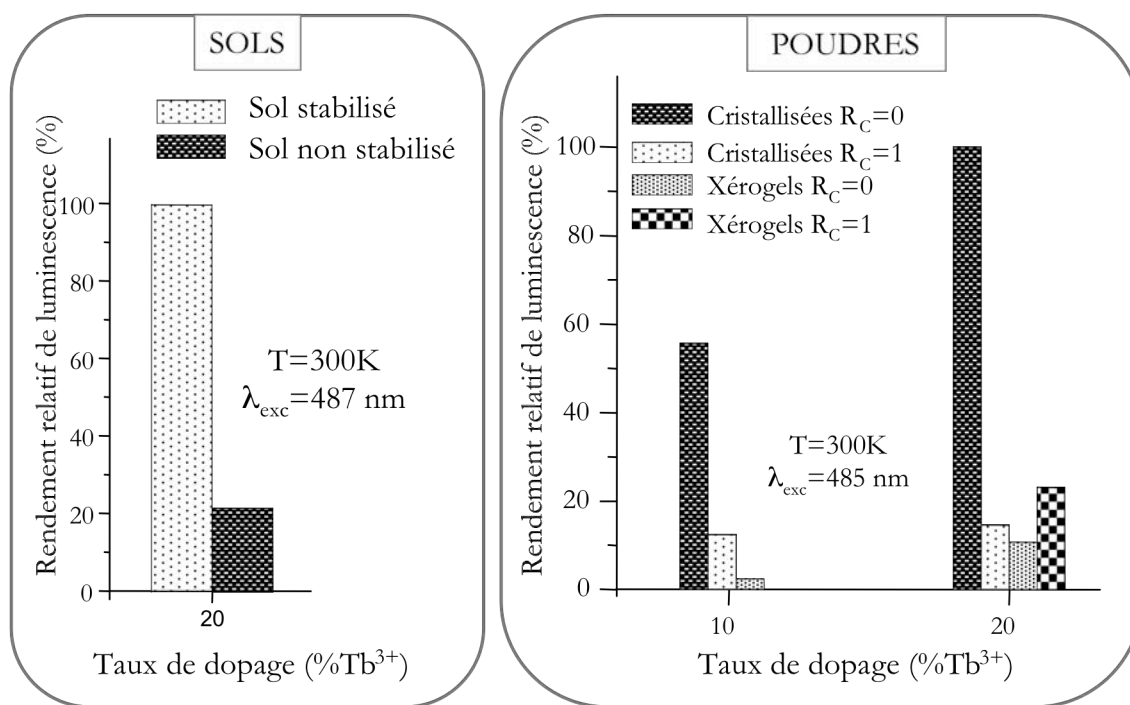 SOLS
Sol stabilisé
Sol non stabilisé
Rendement relatif de luminescence (%)
100
80
60
40
20
0
T=300K
λexc=487 nm
20
Taux de dopage (%Tb³⁺)
POUDRES
Cristallisées RC=0
Cristallisées RC=1
Xérogels RC=0
Xérogels RC=1
Rendement relatif de luminescence (%)
100
80
60
40
20
0
T=300K
λexc=485 nm
10 20
Taux de dopage (%Tb³⁺)